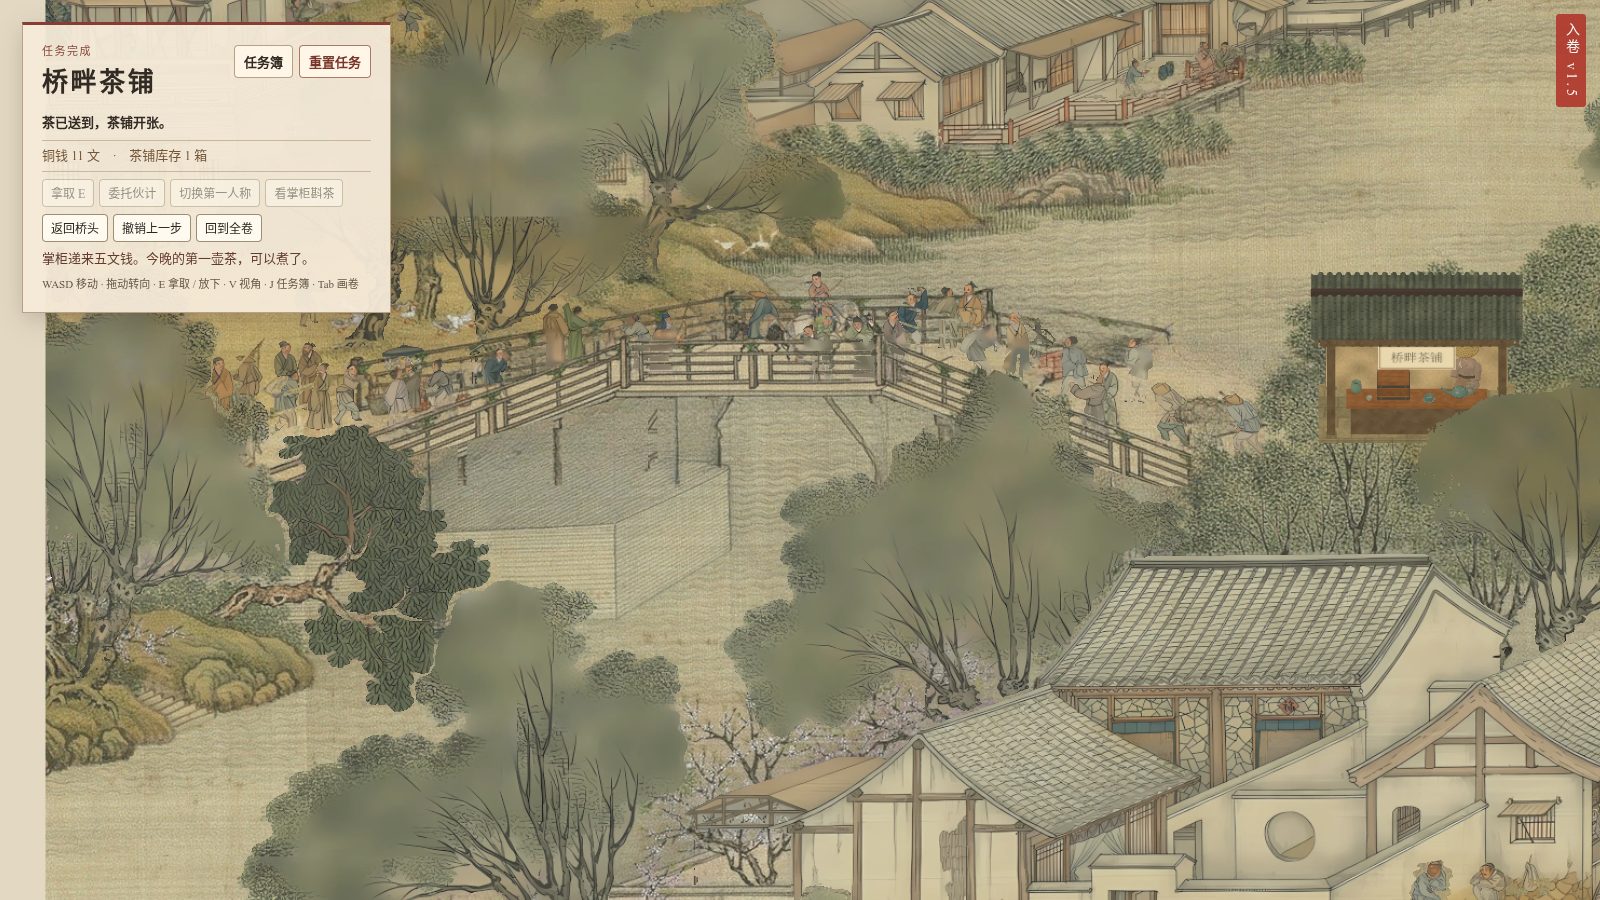 任务完成
桥畔茶铺
任务簿
重置任务
茶已送到，茶铺开张。
铜钱 11 文 · 茶铺库存 1 箱
拿取 E
委托伙计
切换第一人称
看掌柜斟茶
返回桥头
撤销上一步
回到全卷
掌柜递来五文钱。今晚的第一壶茶，可以煮了。
WASD 移动 · 拖动转向 · E 拿取 / 放下 · V 视角 · J 任务簿 · Tab 画卷
入卷 v1.5
桥畔茶铺